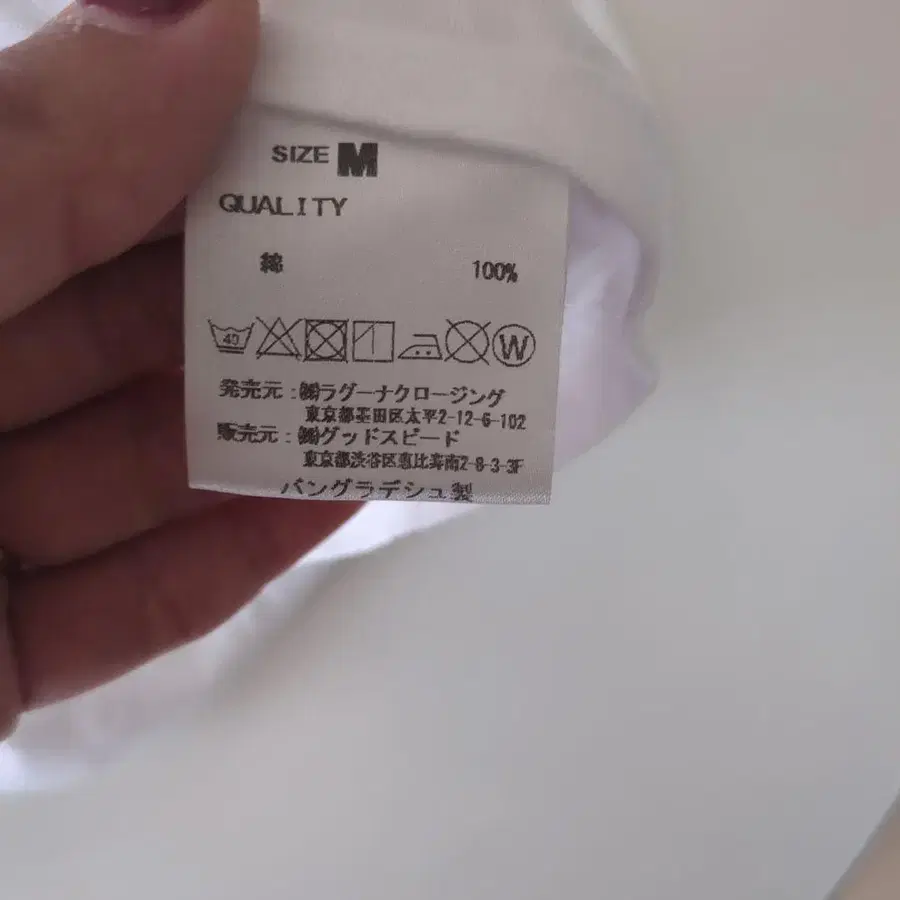 SIZE M
QUALITY
綿 100%
40
W
発売元:㈱ラグーナクロージング
東京都墨田区太平2-12-6-102
販売元:㈱グッドスピード
東京都渋谷区恵比寿南2-8-3-3F
バングラデシュ製